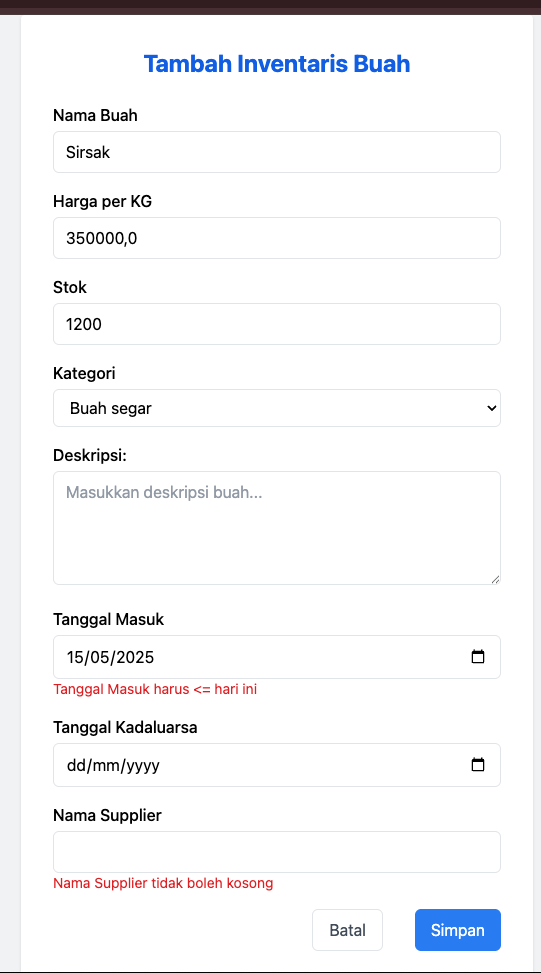 Tambah Inventaris Buah
Nama Buah
Sirsak
Harga per KG
350000,0
Stok
1200
Kategori
Buah segar
Deskripsi:
Masukkan deskripsi buah...
Tanggal Masuk
15/05/2025
Tanggal Masuk harus <= hari ini
Tanggal Kadaluarsa
dd/mm/yyyy
Nama Supplier
Nama Supplier tidak boleh kosong
Batal Simpan